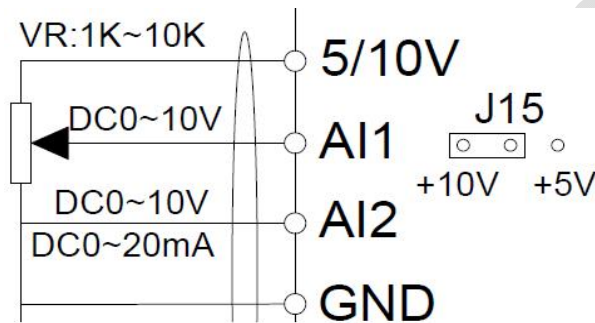 VR:1K~10K
5/10V
DC0~10V
AI1
J15
+10V +5V
DC0~10V
AI2
DC0~20mA
GND